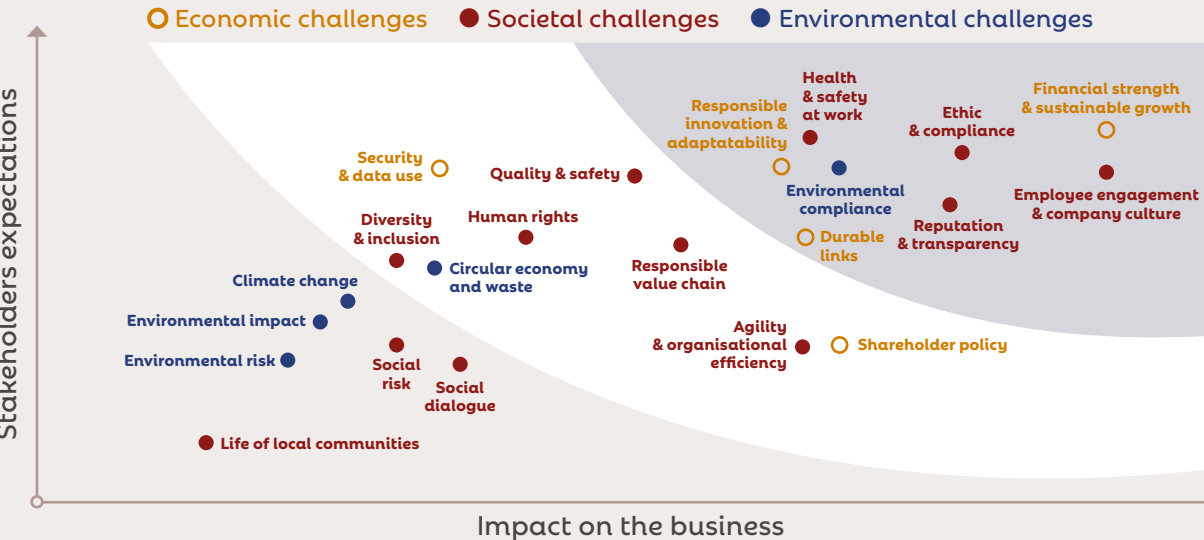 Economic challenges
Societal challenges
Environmental challenges
Stakeholders expectations
Health
& safety
at work
Responsible
innovation &
adaptatability
Financial strength
& sustainable growth
Ethic
& compliance
Security
& data use
Quality & safety
Environmental
compliance
Employee engagement
& company culture
Diversity
& inclusion
Human rights
Reputation
& transparency
Durable
links
Circular economy
and waste
Responsible
value chain
Climate change
Environmental impact
Agility
& organisational
efficiency
Shareholder policy
Environmental risk
Social
risk
Social
dialogue
Life of local communities
Impact on the business